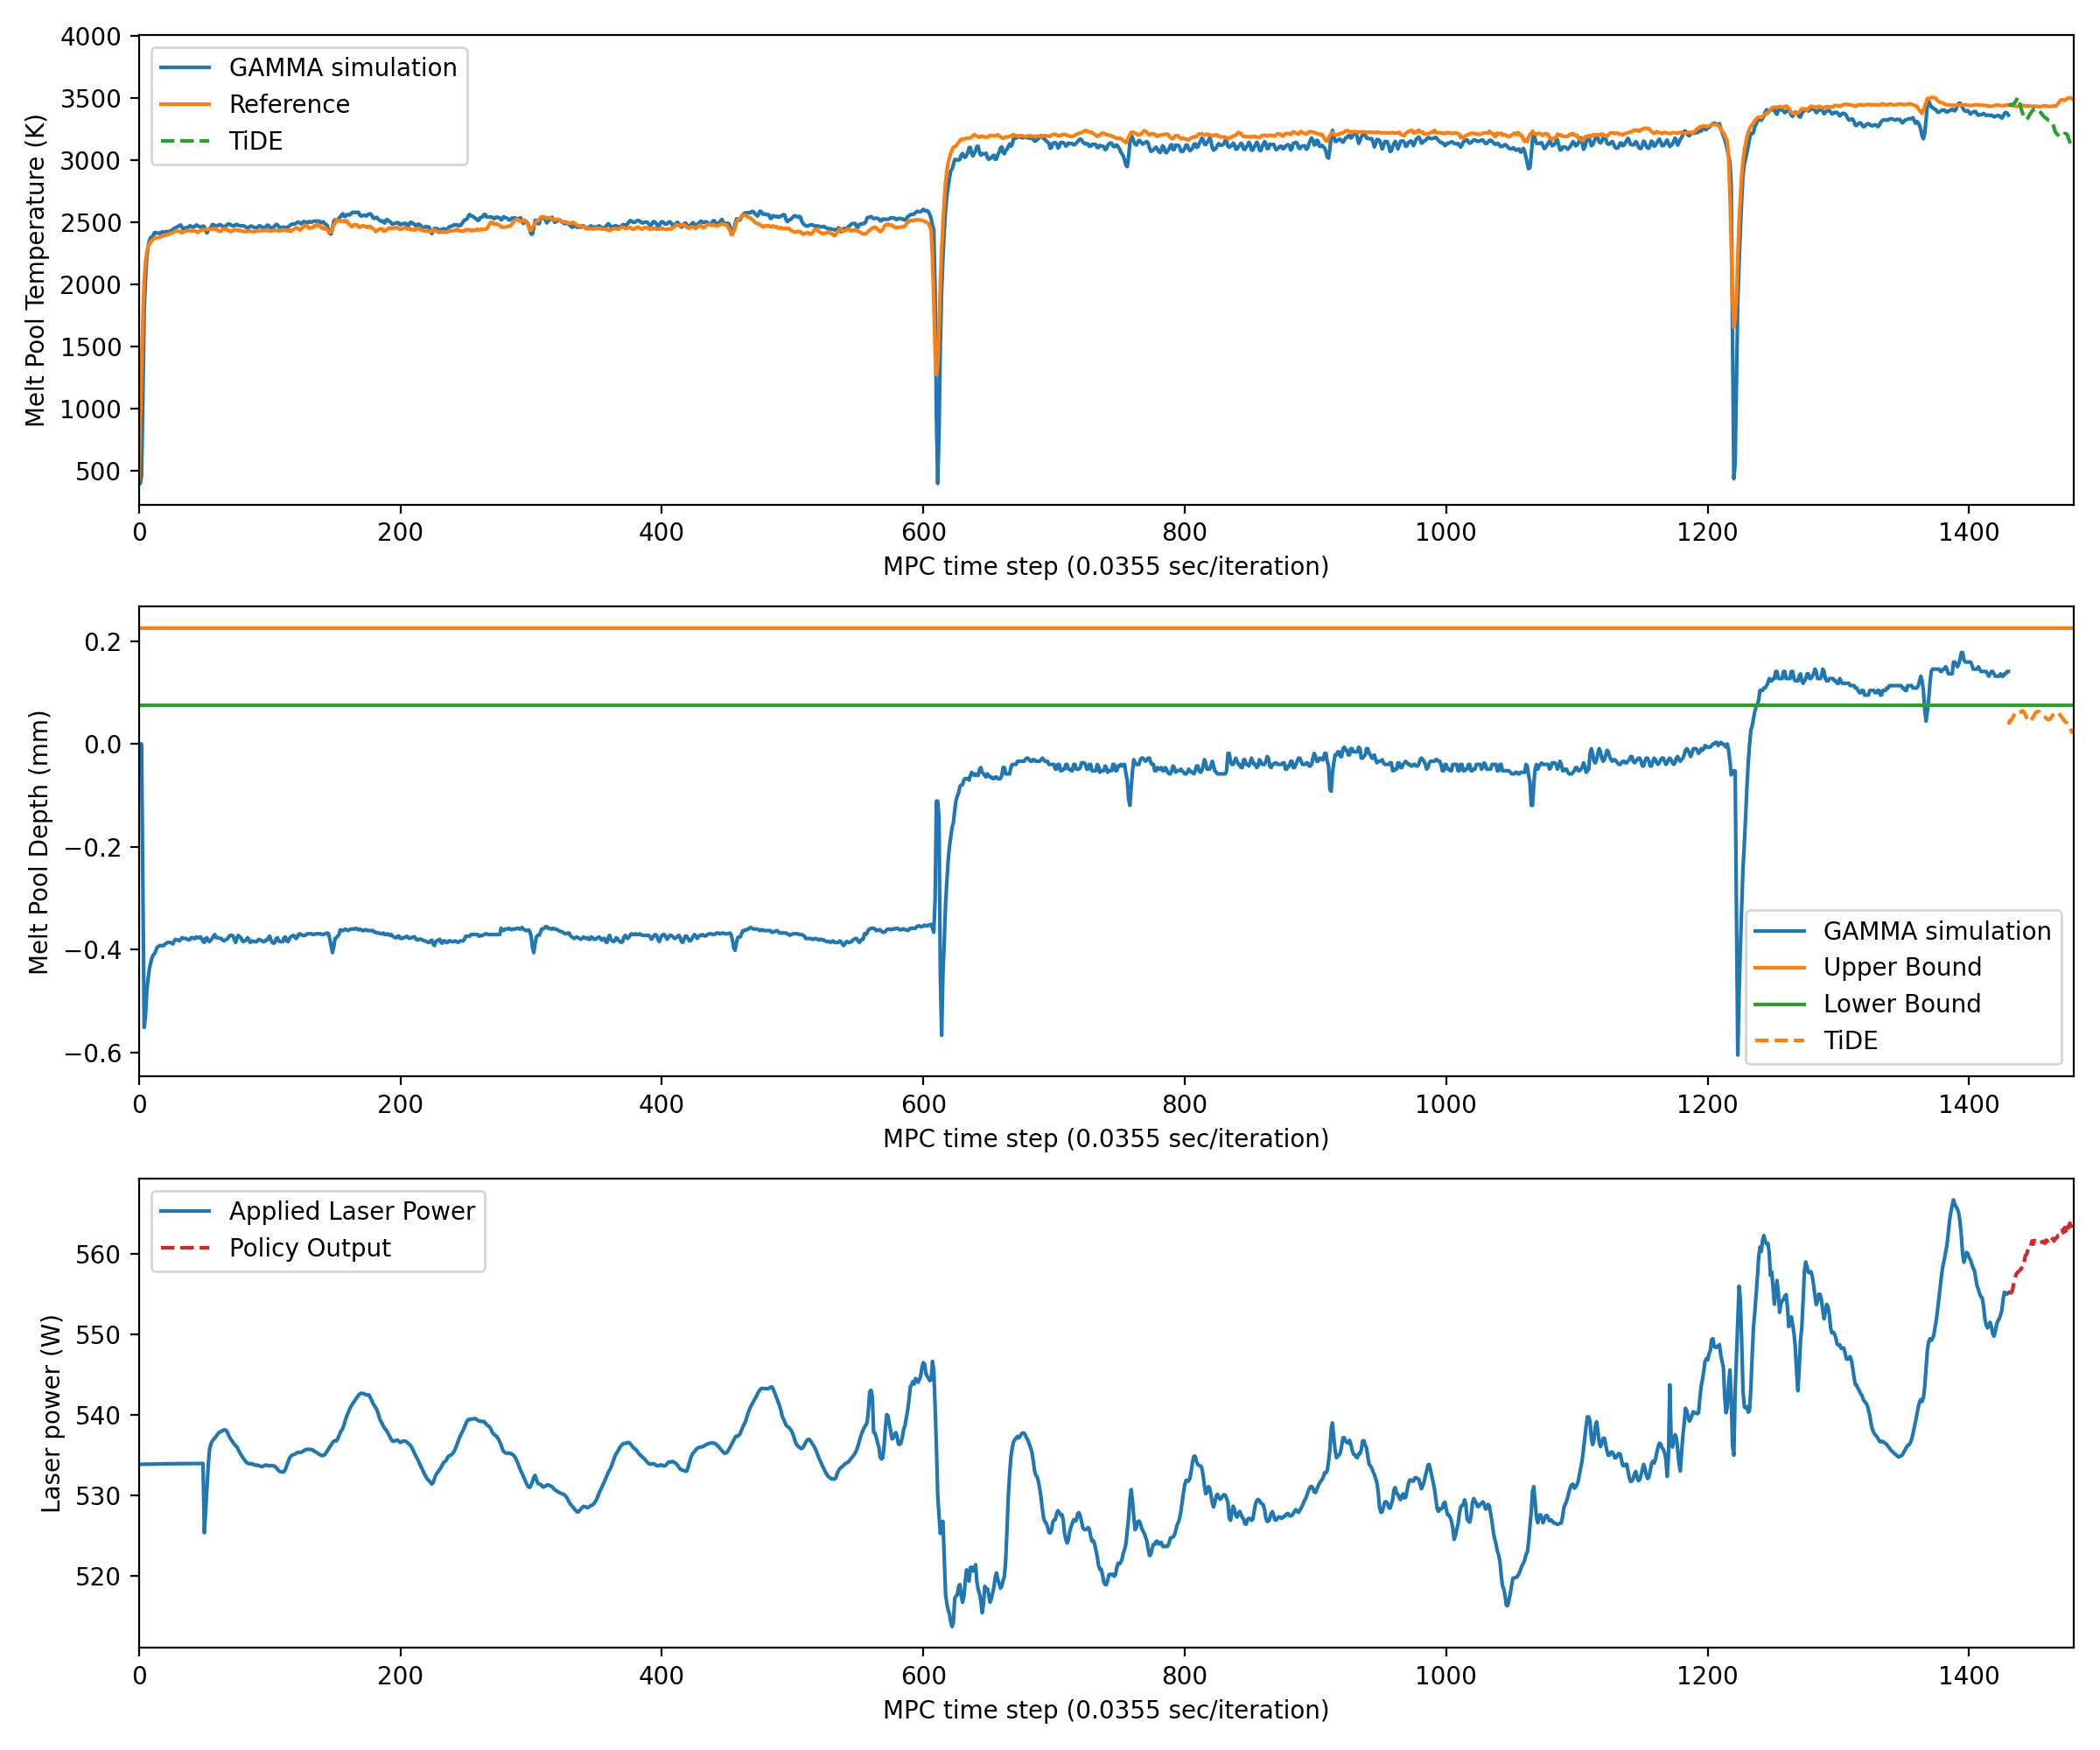 4000
3500
3000
2500
2000
1500
1000
500
Melt Pool Temperature (K)
GAMMA simulation
Reference
TiDE
0 200 400 600 800 1000 1200 1400
MPC time step (0.0355 sec/iteration)
0.2
0.0
−0.2
−0.4
−0.6
Melt Pool Depth (mm)
GAMMA simulation
Upper Bound
Lower Bound
TiDE
0 200 400 600 800 1000 1200 1400
MPC time step (0.0355 sec/iteration)
560
550
540
530
520
Laser power (W)
Applied Laser Power
Policy Output
0 200 400 600 800 1000 1200 1400
MPC time step (0.0355 sec/iteration)